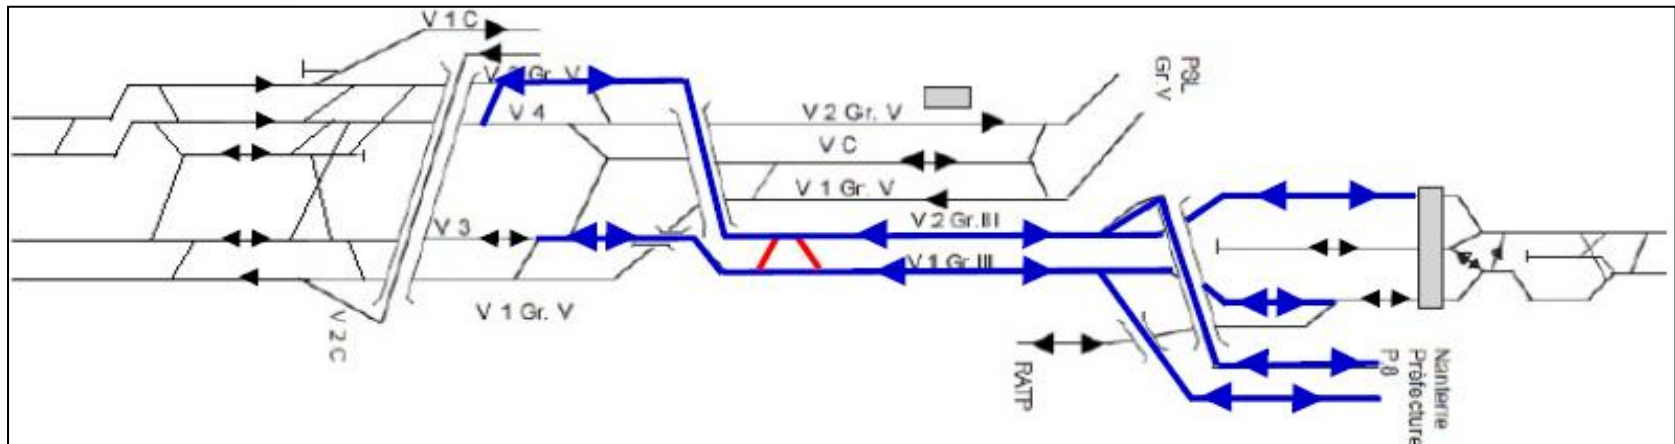 V 1 C
V 2 Gr. V
V 4
V 2 Gr. V
V C
V 1 Gr. V
V 3
V 2 Gr.III
V 1 Gr.III
V 1 Gr. V
V 2 C
RATP
PSL
Gr.V
Nanterre
Préfecture
P.8